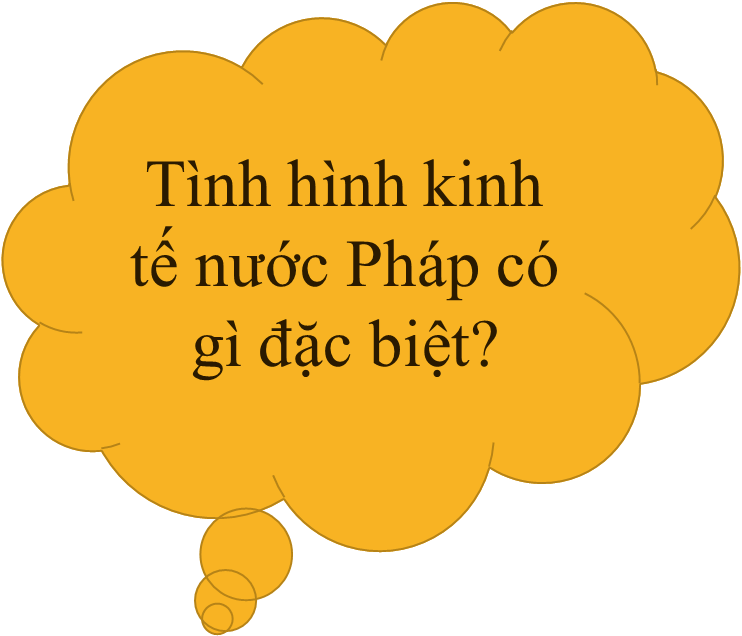 Tình hình kinh
tế nước Pháp có
gì đặc biệt?